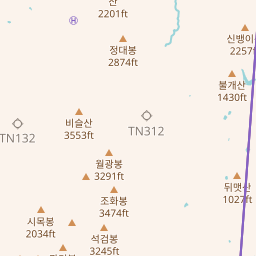 산
2201ft
정대봉
2874ft
신뱅이
2257ft
불개산
1430ft
비슬산
3553ft
TN132
TN312
월광봉
3291ft
조화봉
3474ft
뒤맷산
1027ft
시목봉
2034ft
석검봉
3245ft